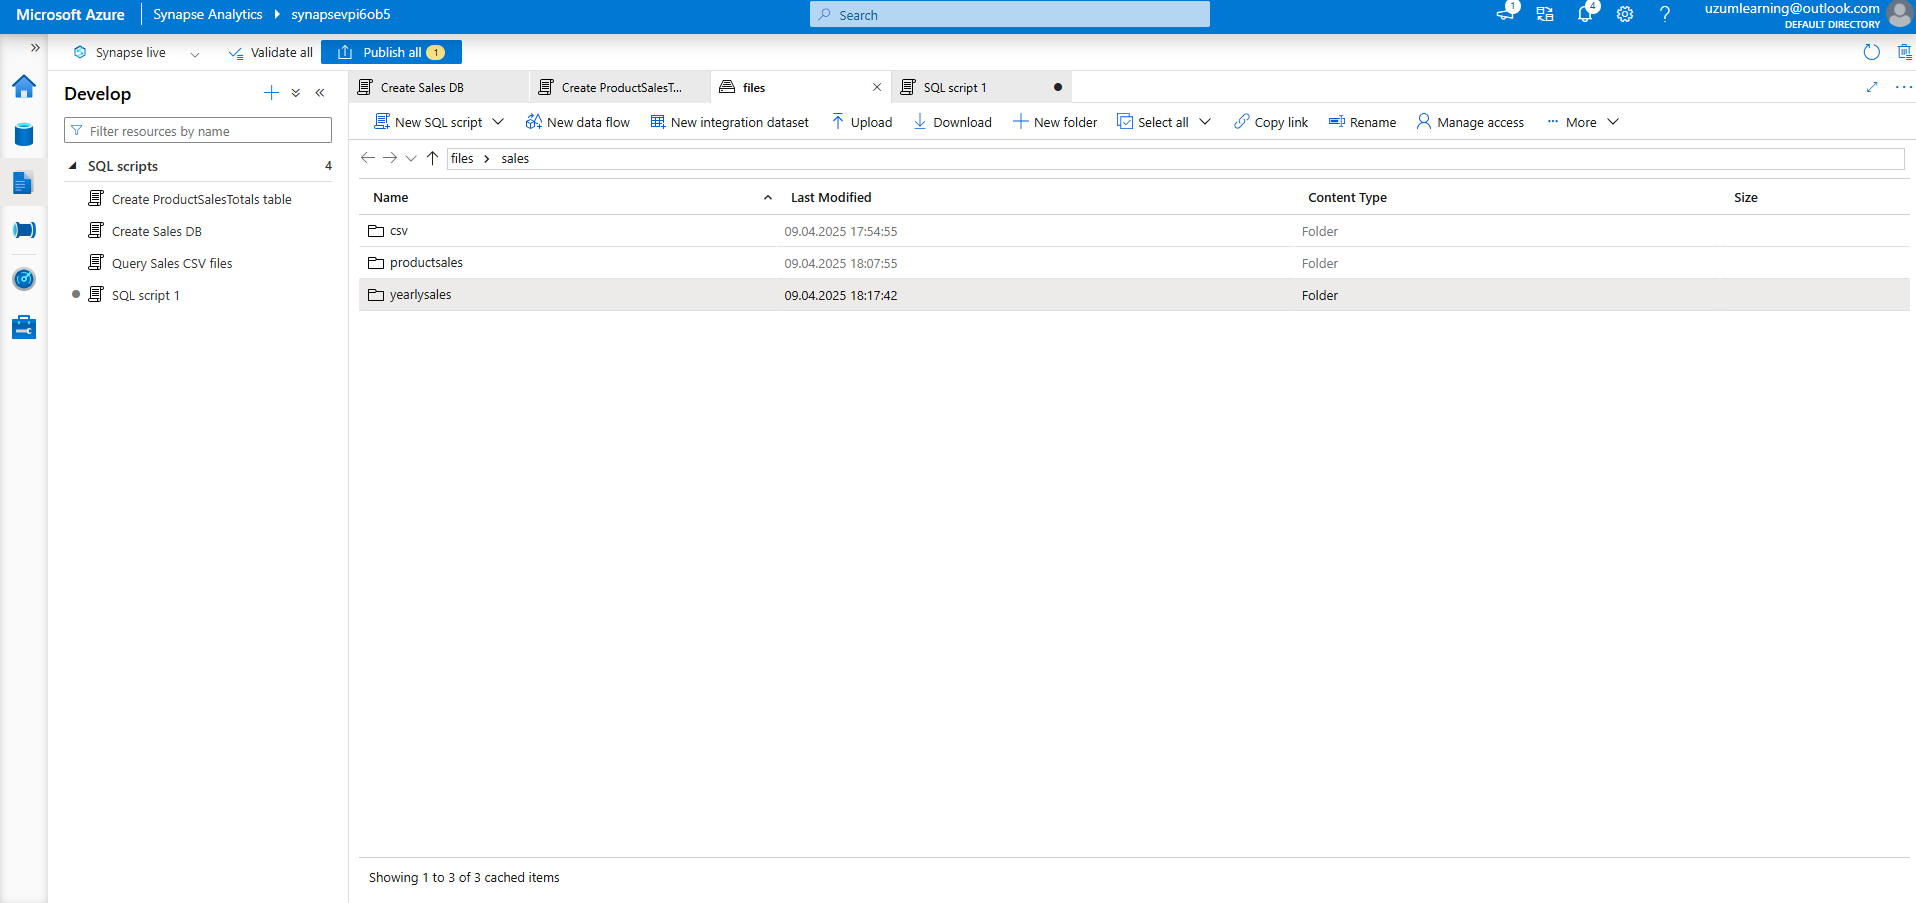 Microsoft Azure Synapse Analytics synapsevpi6ob5 Search 1 4 uzumlearning@outlook.com
DEFAULT DIRECTORY
Synapse live Validate all Publish all 1
Develop
Filter resources by name
SQL scripts 4
Create ProductSalesTotals table
Create Sales DB
Query Sales CSV files
SQL script 1
Create Sales DB Create ProductSalesT... files SQL script 1
New SQL script New data flow New integration dataset Upload Download New folder Select all Copy link Rename Manage access More
files sales
Name Last Modified Content Type Size
csv 09.04.2025 17:54:55 Folder
productsales 09.04.2025 18:07:55 Folder
yearlysales 09.04.2025 18:17:42 Folder
Showing 1 to 3 of 3 cached items